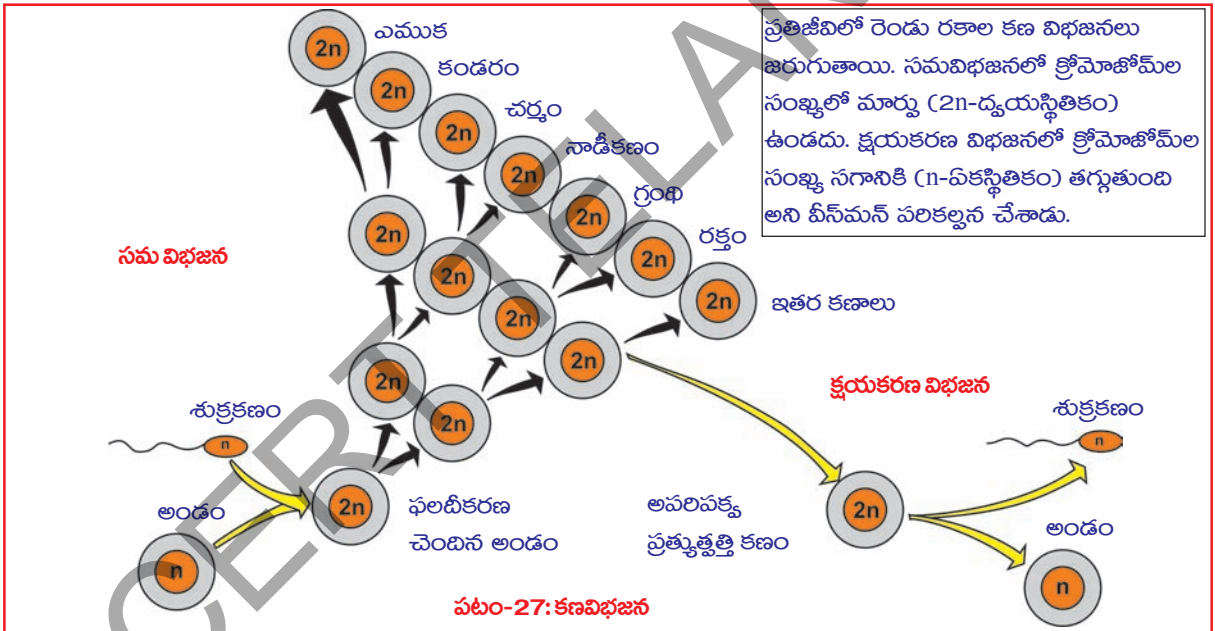 ప్రతిజీవిలో రెండు రకాల కణ విభజనలు
జరుగుతాయి. సమవిభజనలో క్రోమోజోమ్‌ల
సంఖ్యలో మార్పు (2n-ద్వయస్థితికం)
ఉండదు. క్షయకరణ విభజనలో క్రోమోజోమ్‌ల
సంఖ్య సగానికి (n-ఏకస్థితికం) తగ్గుతుంది
అని వీస్‌మన్ పరికల్పన చేశాడు.
2n ఎముక
2n కండరం
2n చర్మం
2n నాడీకణం
2n గ్రంథి
2n రక్తం
2n ఇతర కణాలు
2n
2n
2n
2n
సమ విభజన
2n
2n
క్షయకరణ విభజన
శుక్రకణం
n
అండం
n
2n
ఫలదీకరణ
చెందిన అండం
అపరిపక్వ
ప్రత్యుత్పత్తి కణం
2n
శుక్రకణం
n
అండం
n
పటం-27: కణవిభజన
CERT TELAN